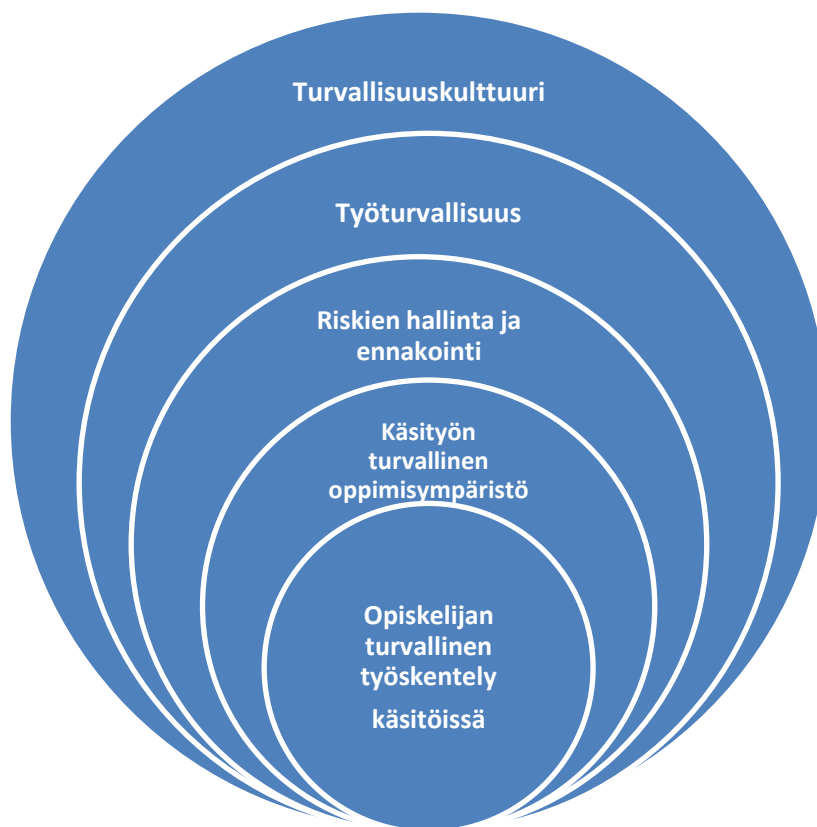 Turvallisuuskulttuuri
Työturvallisuus
Riskien hallinta ja
ennakointi
Käsityön
turvallinen
oppimisympäristö
Opiskelijan
turvallinen
työskentely
käsitöissä